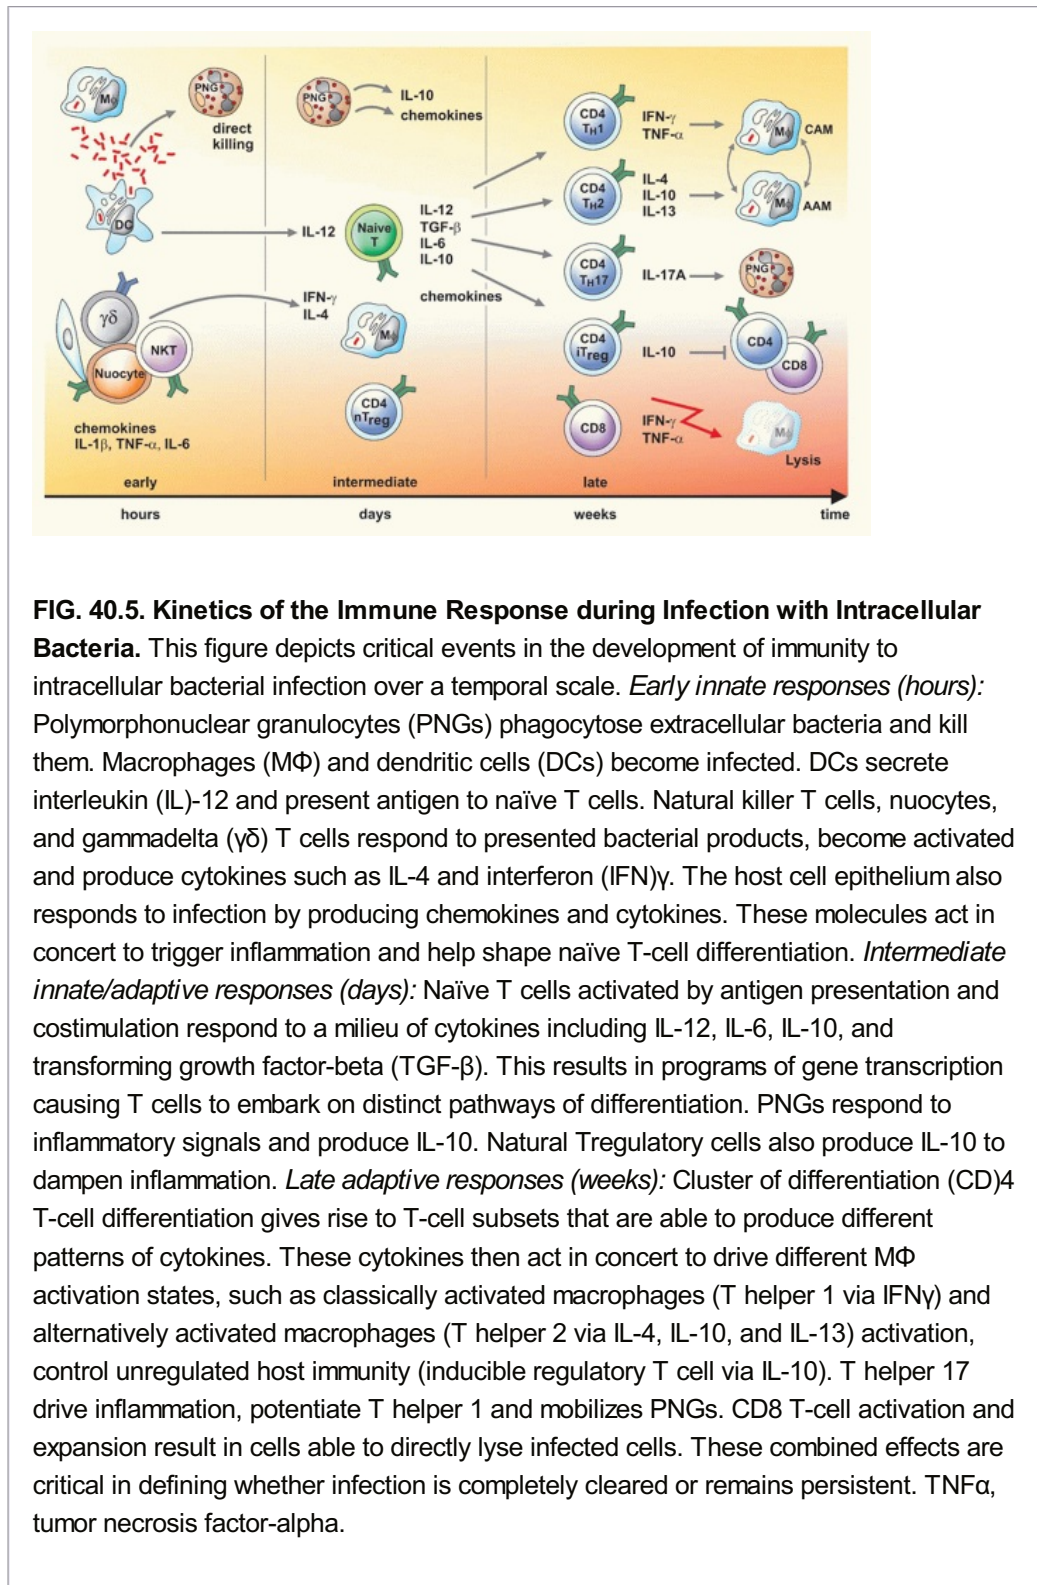 Mϕ
PNG
direct
killing
DC
γδ
NKT
Nuocyte
chemokines
IL-1β, TNF-α, IL-6
early
hours
PNG
IL-10
chemokines
IL-12
Naive
T
IL-12
TGF-β
IL-6
IL-10
chemokines
IFN-γ
IL-4
Mϕ
CD4
nTreg
intermediate
days
CD4
TH1
IFN-γ
TNF-α
Mϕ
CAM
CD4
TH2
IL-4
IL-10
IL-13
Mϕ
AAM
CD4
TH17
IL-17A
PNG
CD4
iTreg
IL-10
CD4
CD8
CD8
IFN-γ
TNF-α
Mϕ
Lysis
late
weeks
time
FIG. 40.5. Kinetics of the Immune Response during Infection with Intracellular
Bacteria. This figure depicts critical events in the development of immunity to
intracellular bacterial infection over a temporal scale. Early innate responses (hours):
Polymorphonuclear granulocytes (PNGs) phagocytose extracellular bacteria and kill
them. Macrophages (MΦ) and dendritic cells (DCs) become infected. DCs secrete
interleukin (IL)-12 and present antigen to naïve T cells. Natural killer T cells, nuocytes,
and gammadelta (γδ) T cells respond to presented bacterial products, become activated
and produce cytokines such as IL-4 and interferon (IFN)γ. The host cell epithelium also
responds to infection by producing chemokines and cytokines. These molecules act in
concert to trigger inflammation and help shape naïve T-cell differentiation. Intermediate
innate/adaptive responses (days): Naïve T cells activated by antigen presentation and
costimulation respond to a milieu of cytokines including IL-12, IL-6, IL-10, and
transforming growth factor-beta (TGF-β). This results in programs of gene transcription
causing T cells to embark on distinct pathways of differentiation. PNGs respond to
inflammatory signals and produce IL-10. Natural Tregulatory cells also produce IL-10 to
dampen inflammation. Late adaptive responses (weeks): Cluster of differentiation (CD)4
T-cell differentiation gives rise to T-cell subsets that are able to produce different
patterns of cytokines. These cytokines then act in concert to drive different MΦ
activation states, such as classically activated macrophages (T helper 1 via IFNγ) and
alternatively activated macrophages (T helper 2 via IL-4, IL-10, and IL-13) activation,
control unregulated host immunity (inducible regulatory T cell via IL-10). T helper 17
drive inflammation, potentiate T helper 1 and mobilizes PNGs. CD8 T-cell activation and
expansion result in cells able to directly lyse infected cells. These combined effects are
critical in defining whether infection is completely cleared or remains persistent. TNFα,
tumor necrosis factor-alpha.